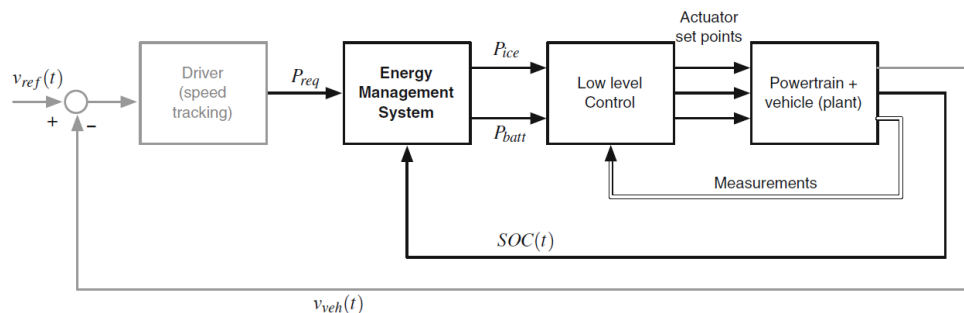 Actuator
set points
v_ref(t)
+
−
Driver
(speed
tracking)
P_req
Energy
Management
System
P_ice
P_batt
Low level
Control
Powertrain +
vehicle (plant)
Measurements
SOC(t)
v_veh(t)